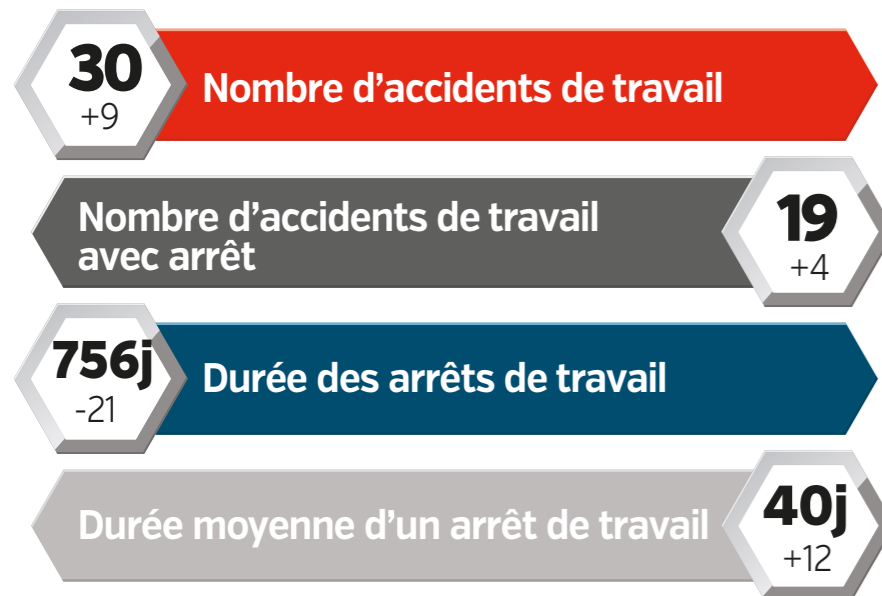 30
+9
Nombre d’accidents de travail
Nombre d’accidents de travail
avec arrêt
19
+4
756j
-21
Durée des arrêts de travail
Durée moyenne d’un arrêt de travail
40j
+12